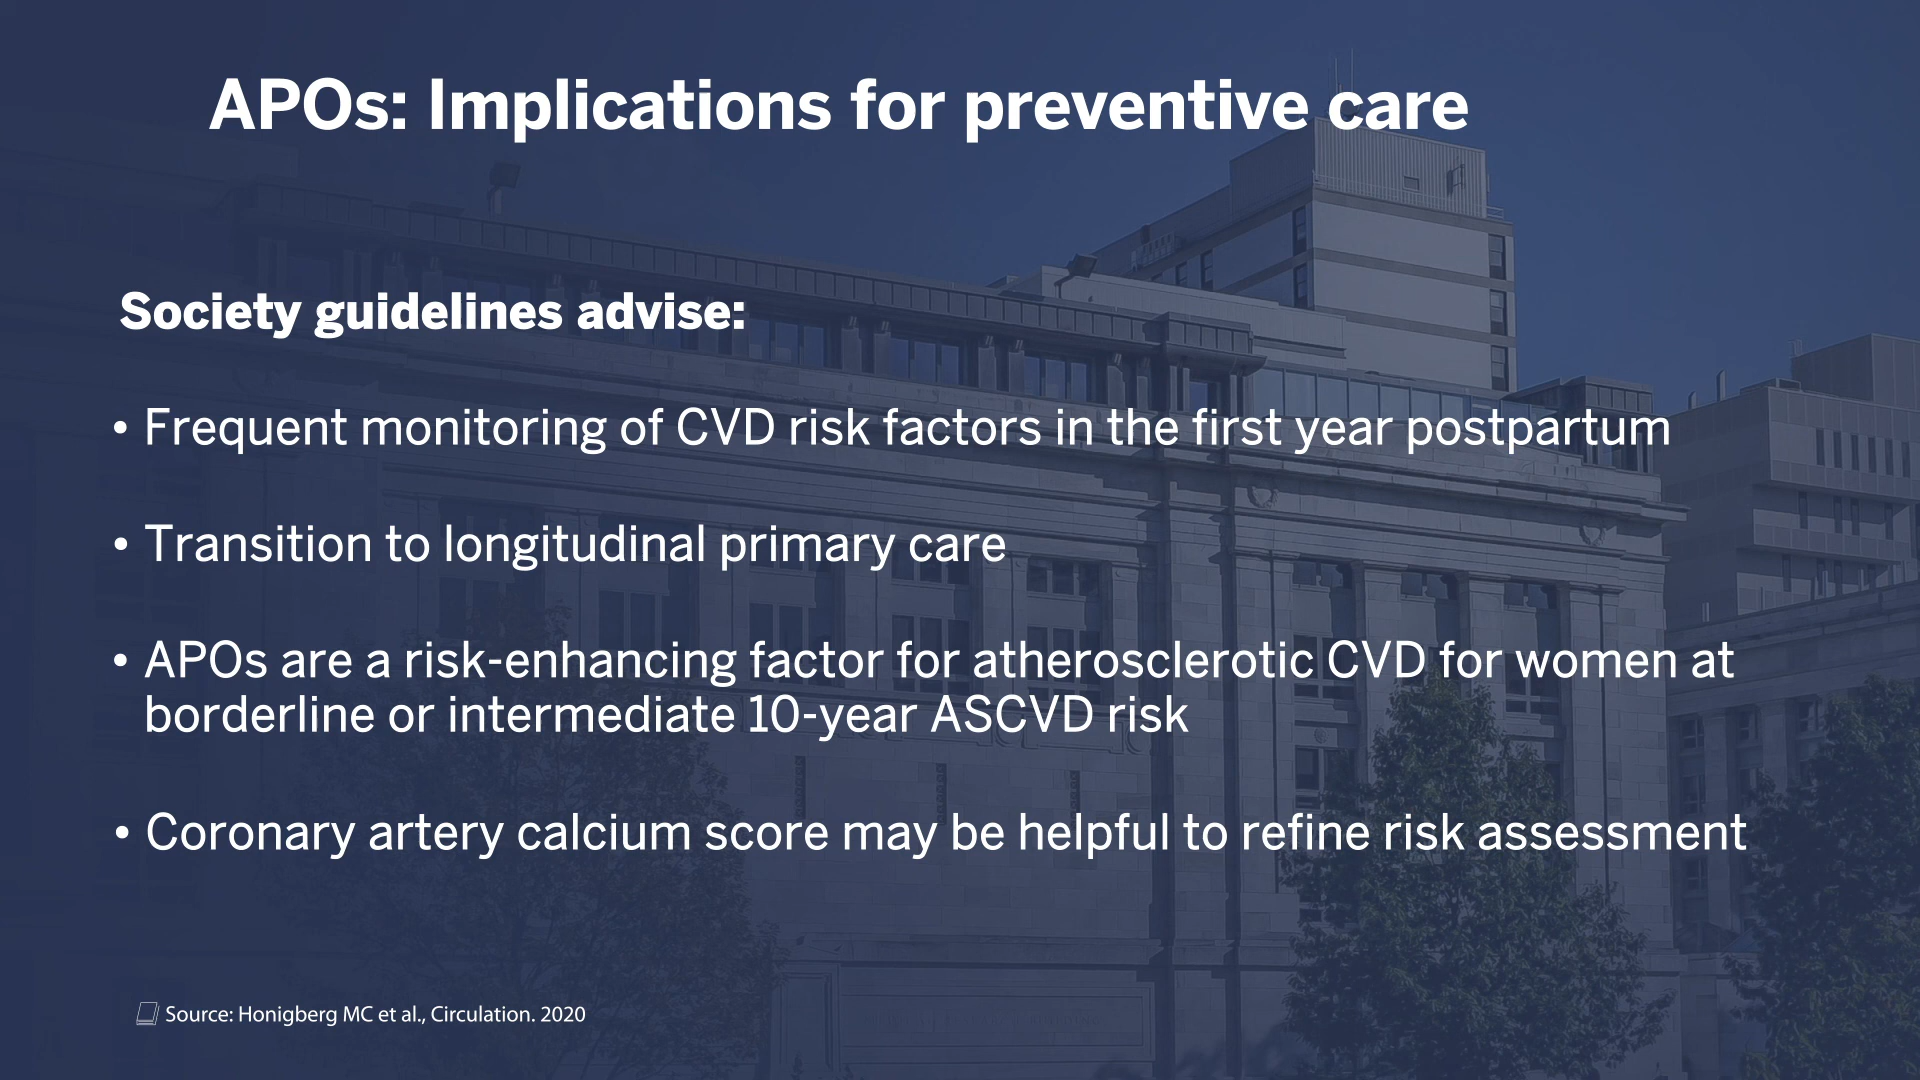 APOs: Implications for preventive care
Society guidelines advise:
• Frequent monitoring of CVD risk factors in the first year postpartum
• Transition to longitudinal primary care
• APOs are a risk-enhancing factor for atherosclerotic CVD for women at
borderline or intermediate 10-year ASCVD risk
• Coronary artery calcium score may be helpful to refine risk assessment
Source: Honigberg MC et al., Circulation. 2020